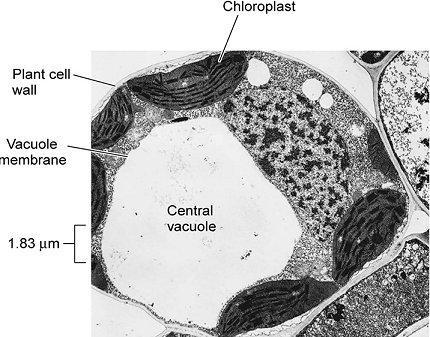 Chloroplast
Plant cell
wall
Vacuole
membrane
Central
vacuole
1.83 μm